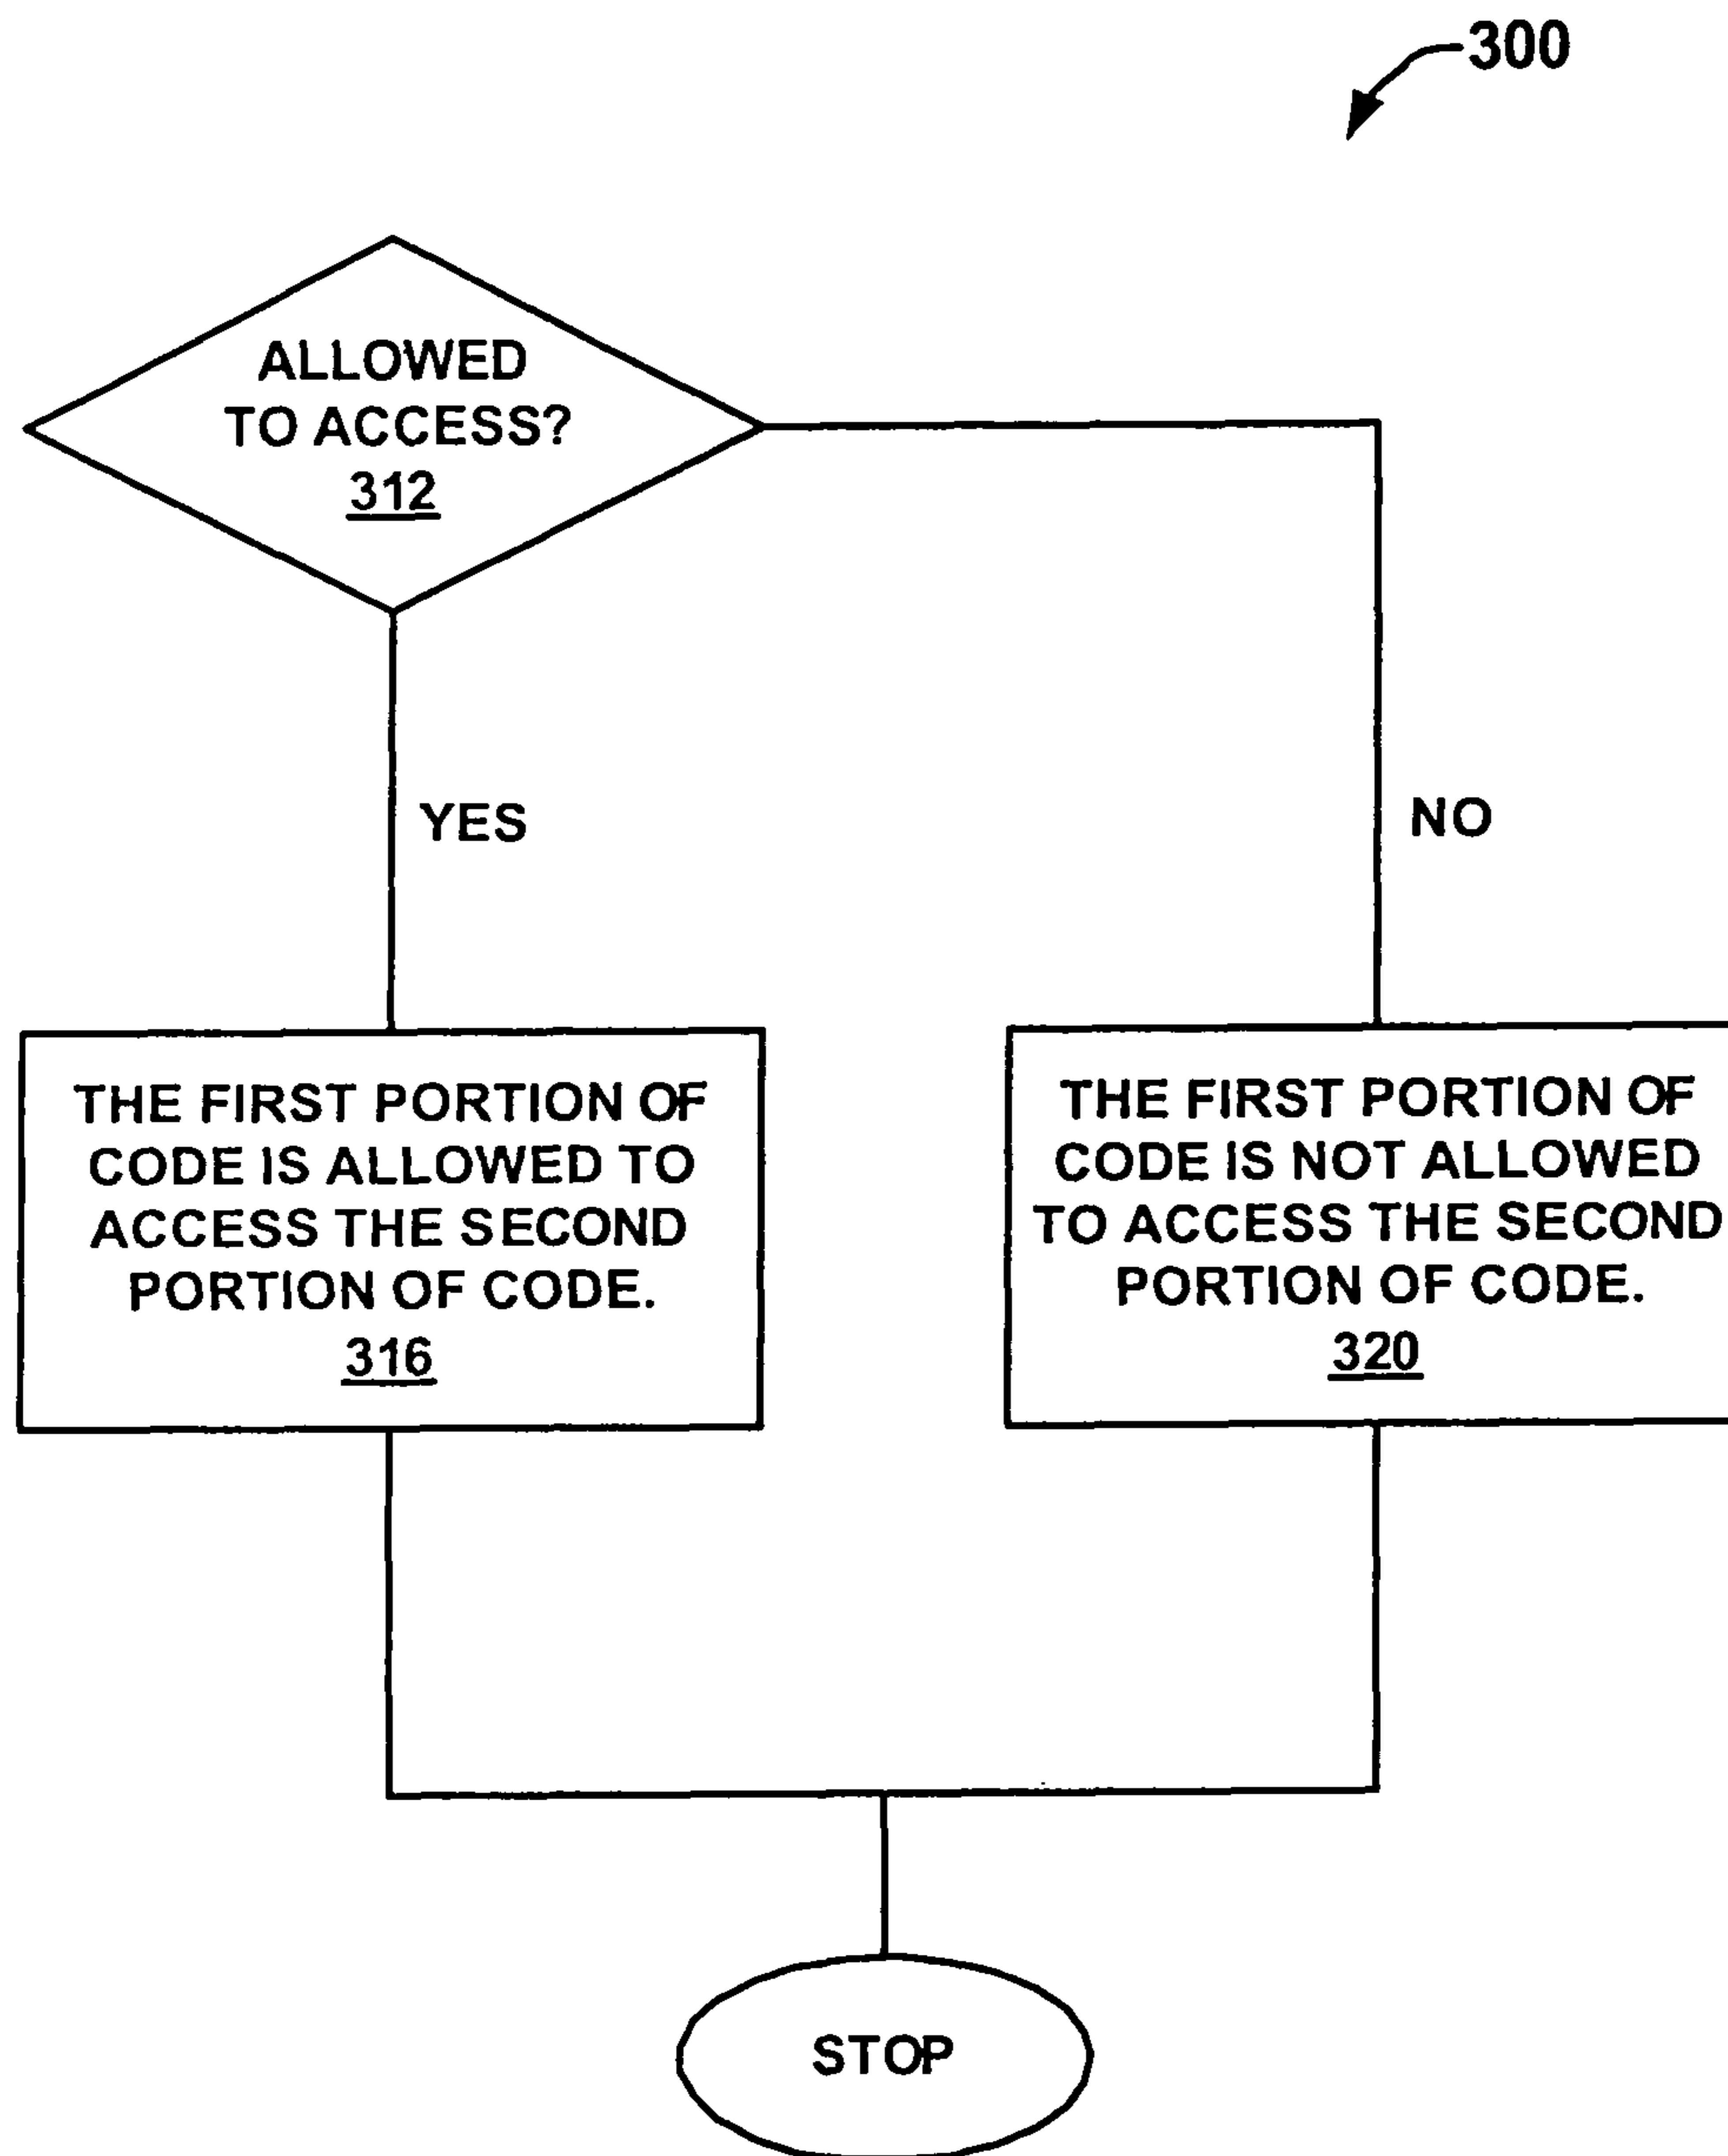 300
ALLOWED
TO ACCESS?
312
YES
NO
THE FIRST PORTION OF
CODE IS ALLOWED TO
ACCESS THE SECOND
PORTION OF CODE.
316
THE FIRST PORTION OF
CODE IS NOT ALLOWED
TO ACCESS THE SECOND
PORTION OF CODE.
320
STOP